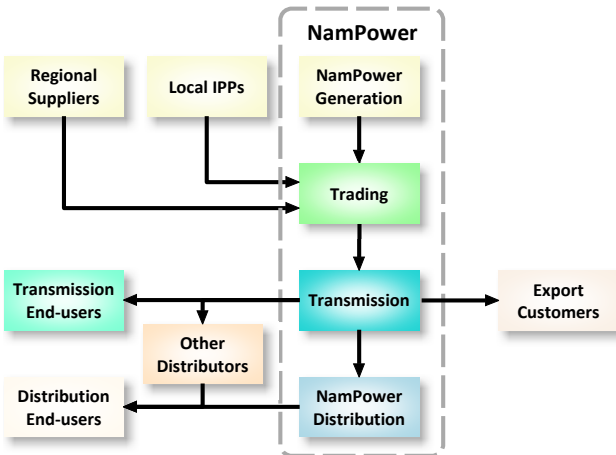 NamPower
Regional
Suppliers
Local IPPs
NamPower
Generation
Trading
Transmission
End-users
Transmission
Export
Customers
Other
Distributors
Distribution
End-users
NamPower
Distribution